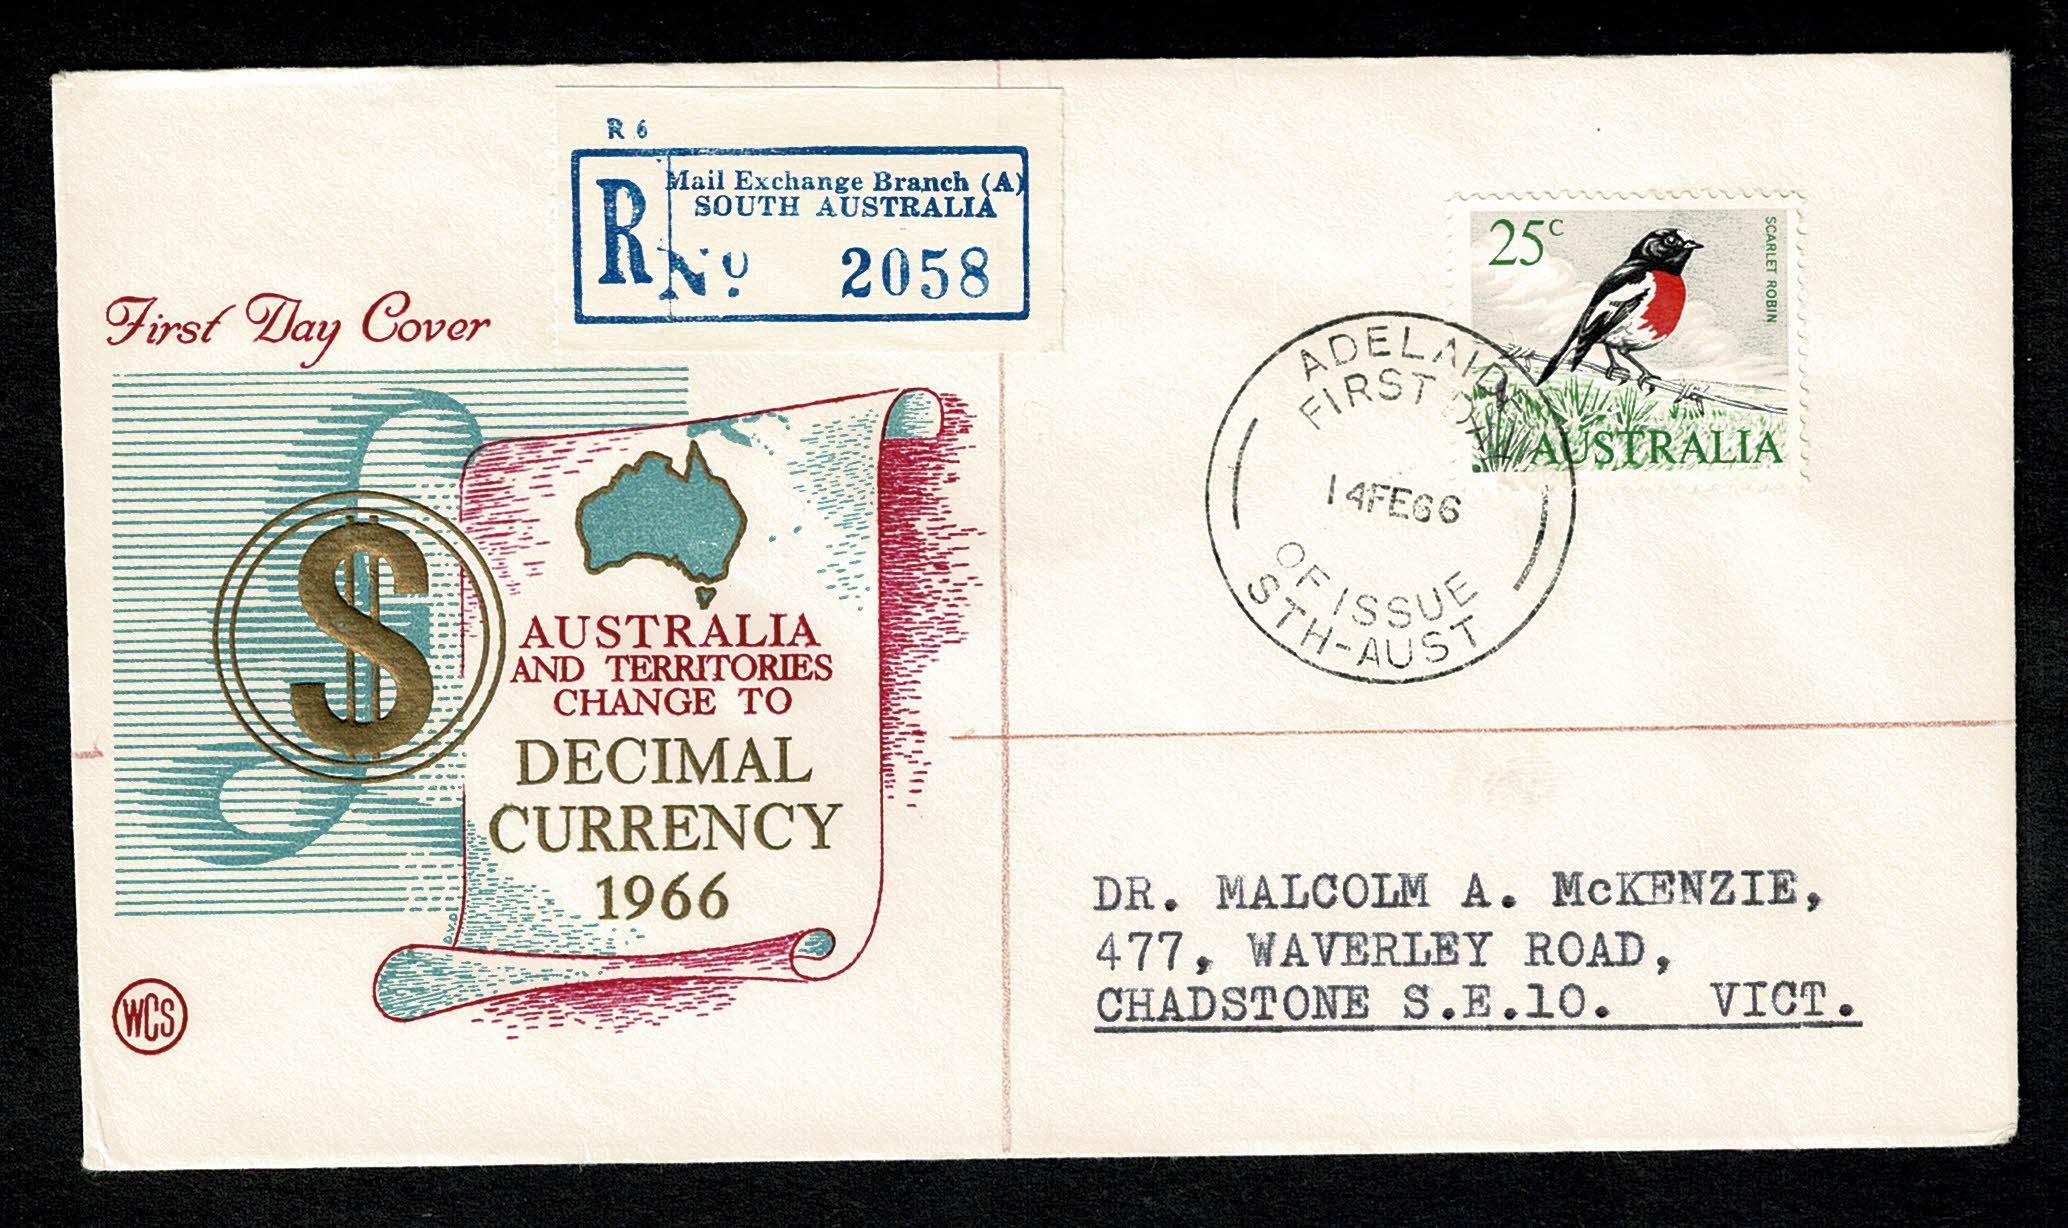 R 6
Mail Exchange Branch (A)
SOUTH AUSTRALIA
R No. 2058
First Day Cover
$
AUSTRALIA
AND TERRITORIES
CHANGE TO
DECIMAL
CURRENCY
1966
WCS
25c
SCARLET ROBIN
AUSTRALIA
ADELAIDE
FIRST DAY
14FE66
OF ISSUE
STH-AUST
DR. MALCOLM A. McKENZIE,
477, WAVERLEY ROAD,
CHADSTONE S.E.10. VICT.